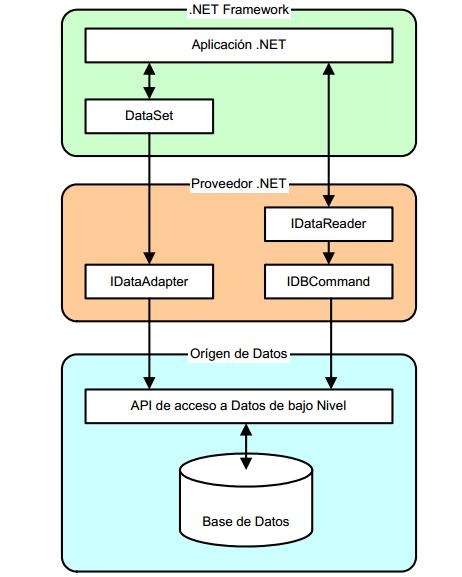 .NET Framework
Aplicación .NET
DataSet
Proveedor .NET
IDataReader
IDataAdapter
IDBCommand
Orígen de Datos
API de acceso a Datos de bajo Nivel
Base de Datos